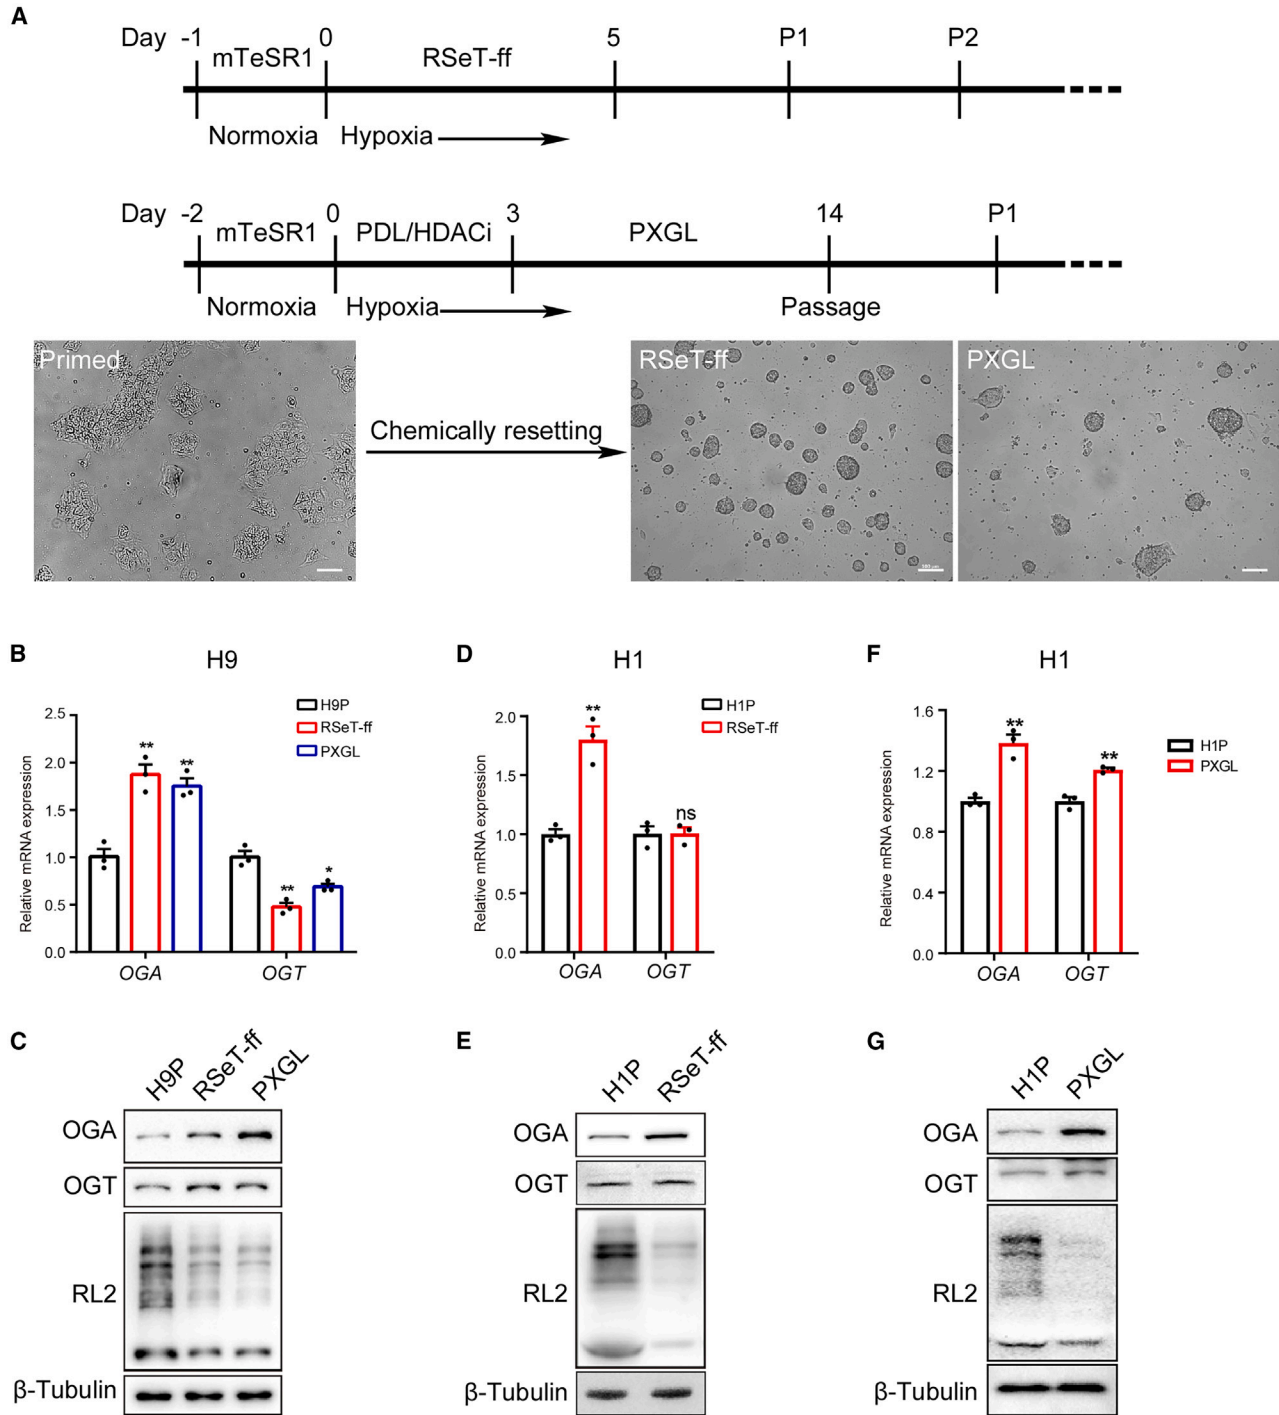 A
Day -1 0 5 P1 P2
mTeSR1 RSeT-ff
Normoxia Hypoxia
Day -2 0 3 14 P1
mTeSR1 PDL/HDACi PXGL
Normoxia Hypoxia Passage
Primed
Chemically resetting
RSeT-ff
PXGL
B
H9
H9P
RSeT-ff
PXGL
Relative mRNA expression
2.5
2.0
1.5
1.0
0.5
0.0
** ** ** *
OGA OGT
D
H1
H1P
RSeT-ff
Relative mRNA expression
2.0
1.5
1.0
0.5
0.0
** ns
OGA OGT
F
H1
H1P
PXGL
Relative mRNA expression
1.6
1.2
0.8
0.4
0.0
** **
OGA OGT
C
H9P RSeT-ff PXGL
OGA
OGT
RL2
β-Tubulin
E
H1P RSeT-ff
OGA
OGT
RL2
β-Tubulin
G
H1P PXGL
OGA
OGT
RL2
β-Tubulin